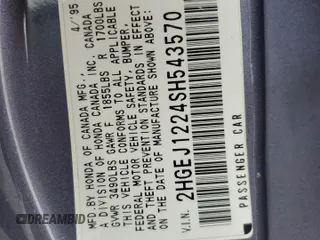 MFD. BY HONDA OF CANADA MFG., 4/'95
A DIVISION OF HONDA CANADA INC. CANADA
GVWR 3490LBS GAWR F 1855LBS R 1700LBS
THIS VEHICLE CONFORMS TO ALL APPLICABLE
FEDERAL MOTOR VEHICLE SAFETY, BUMPER,
AND THEFT PREVENTION STANDARDS IN EFFECT
ON THE DATE OF MANUFACTURE SHOWN ABOVE.
V.I.N. 2HGEJ1224SH543570
PASSENGER CAR
DREAMBID